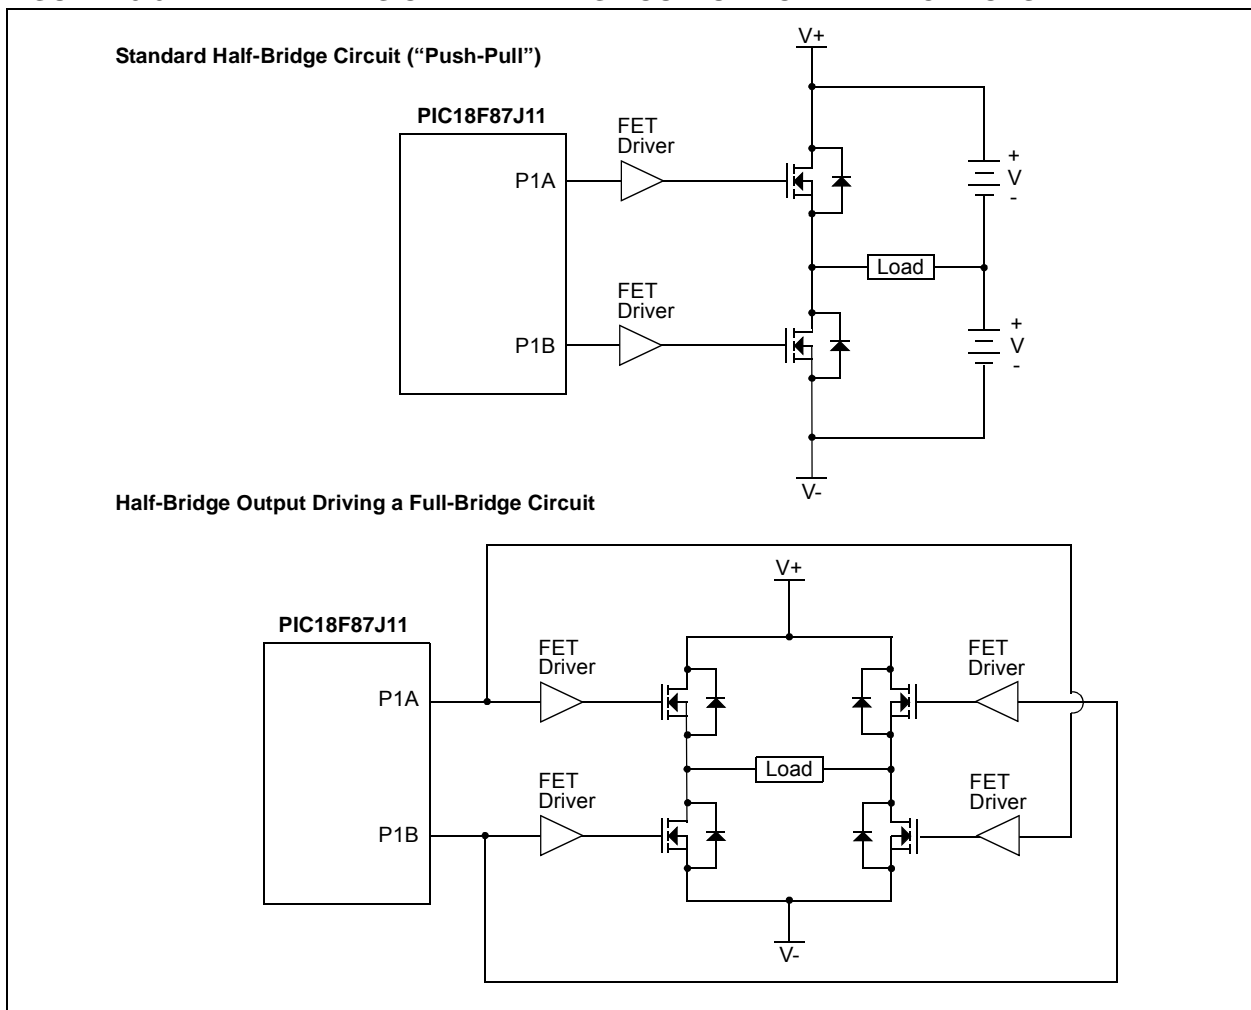 Standard Half-Bridge Circuit (“Push-Pull”)
V+
PIC18F87J11
FET
Driver
P1A
+
V
-
Load
FET
Driver
P1B
+
V
-
V-
Half-Bridge Output Driving a Full-Bridge Circuit
V+
PIC18F87J11
FET
Driver
FET
Driver
P1A
Load
FET
Driver
FET
Driver
P1B
V-